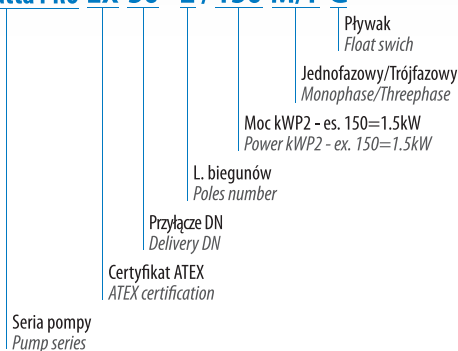 Pływak
Float swich
Jednofazowy/Trójfazowy
Monophase/Threephase
Moc kWP2 - es. 150=1.5kW
Power kWP2 - ex. 150=1.5kW
L. biegunów
Poles number
Przyłącze DN
Delivery DN
Certyfikat ATEX
ATEX certification
Seria pompy
Pump series